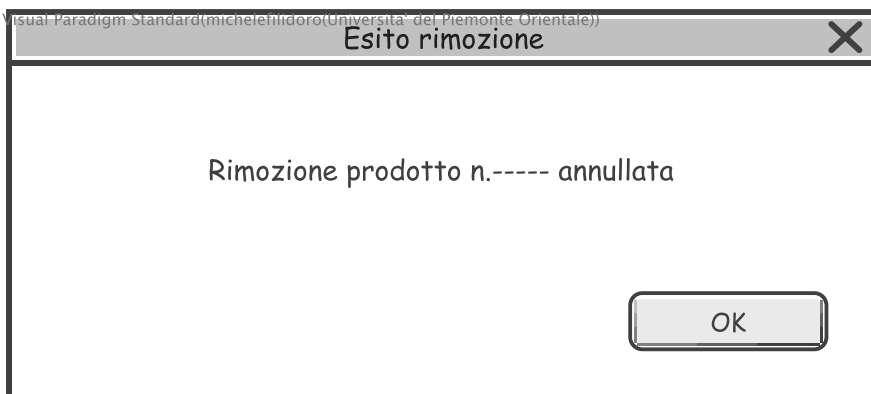 Visual Paradigm Standard(michelefilidoro(Universita' del Piemonte Orientale))
Esito rimozione
Rimozione prodotto n.----- annullata
OK